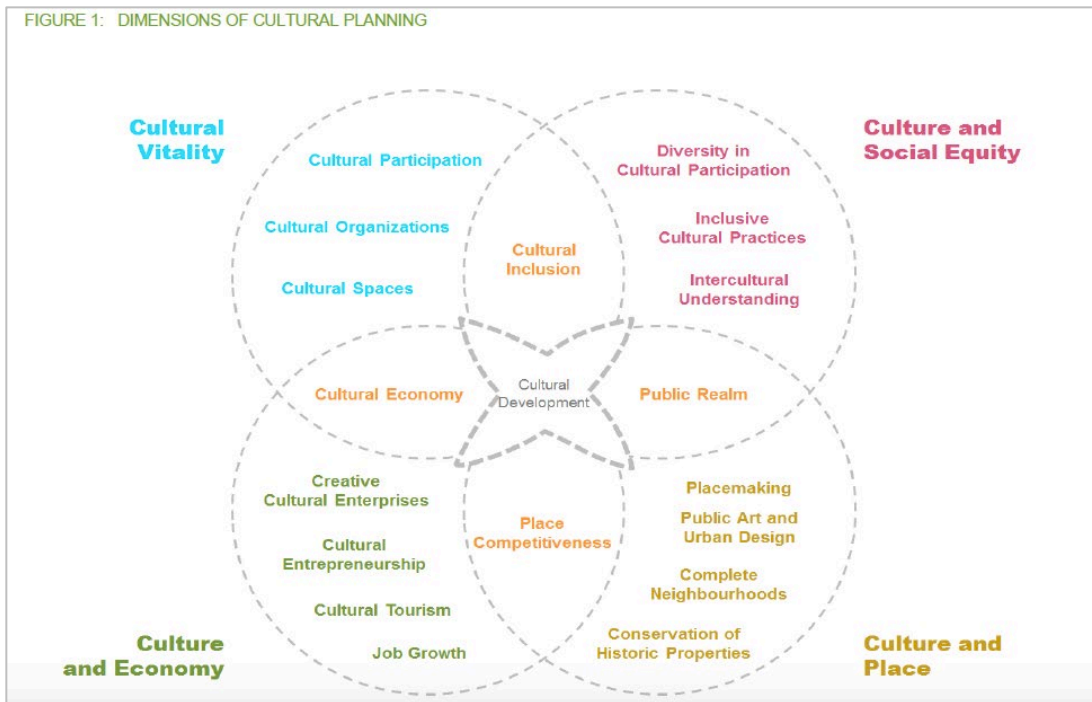 FIGURE 1: DIMENSIONS OF CULTURAL PLANNING
Cultural
Vitality
Cultural Participation
Cultural Organizations
Cultural Spaces
Culture and
Social Equity
Diversity in
Cultural Participation
Inclusive
Cultural Practices
Intercultural
Understanding
Cultural
Inclusion
Cultural Economy
Cultural
Development
Public Realm
Creative
Cultural Enterprises
Cultural
Entrepreneurship
Cultural Tourism
Job Growth
Culture
and Economy
Place
Competitiveness
Placemaking
Public Art and
Urban Design
Complete
Neighbourhoods
Conservation of
Historic Properties
Culture and
Place